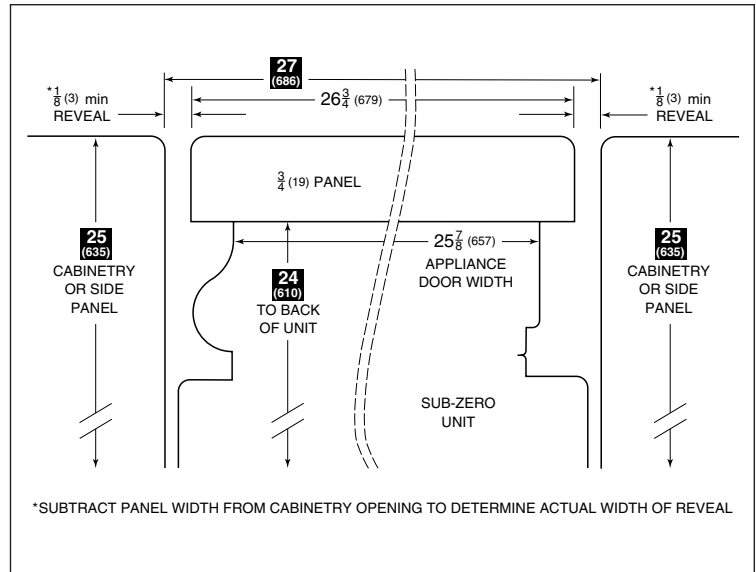 27
(686)
*1/8 (3) min
REVEAL
26 3/4 (679)
*1/8 (3) min
REVEAL
3/4 (19) PANEL
25
(635)
CABINETRY
OR SIDE
PANEL
25 7/8 (657)
APPLIANCE
DOOR WIDTH
24
(610)
TO BACK
OF UNIT
25
(635)
CABINETRY
OR SIDE
PANEL
SUB-ZERO
UNIT
*SUBTRACT PANEL WIDTH FROM CABINETRY OPENING TO DETERMINE ACTUAL WIDTH OF REVEAL